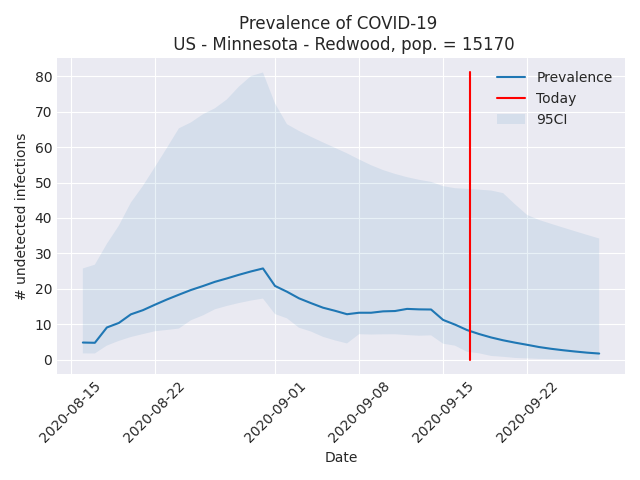 Prevalence of COVID-19
US - Minnesota - Redwood, pop. = 15170
Prevalence
Today
95CI
# undetected infections
80
70
60
50
40
30
20
10
0
2020-08-15
2020-08-22
2020-09-01
2020-09-08
2020-09-15
2020-09-22
Date